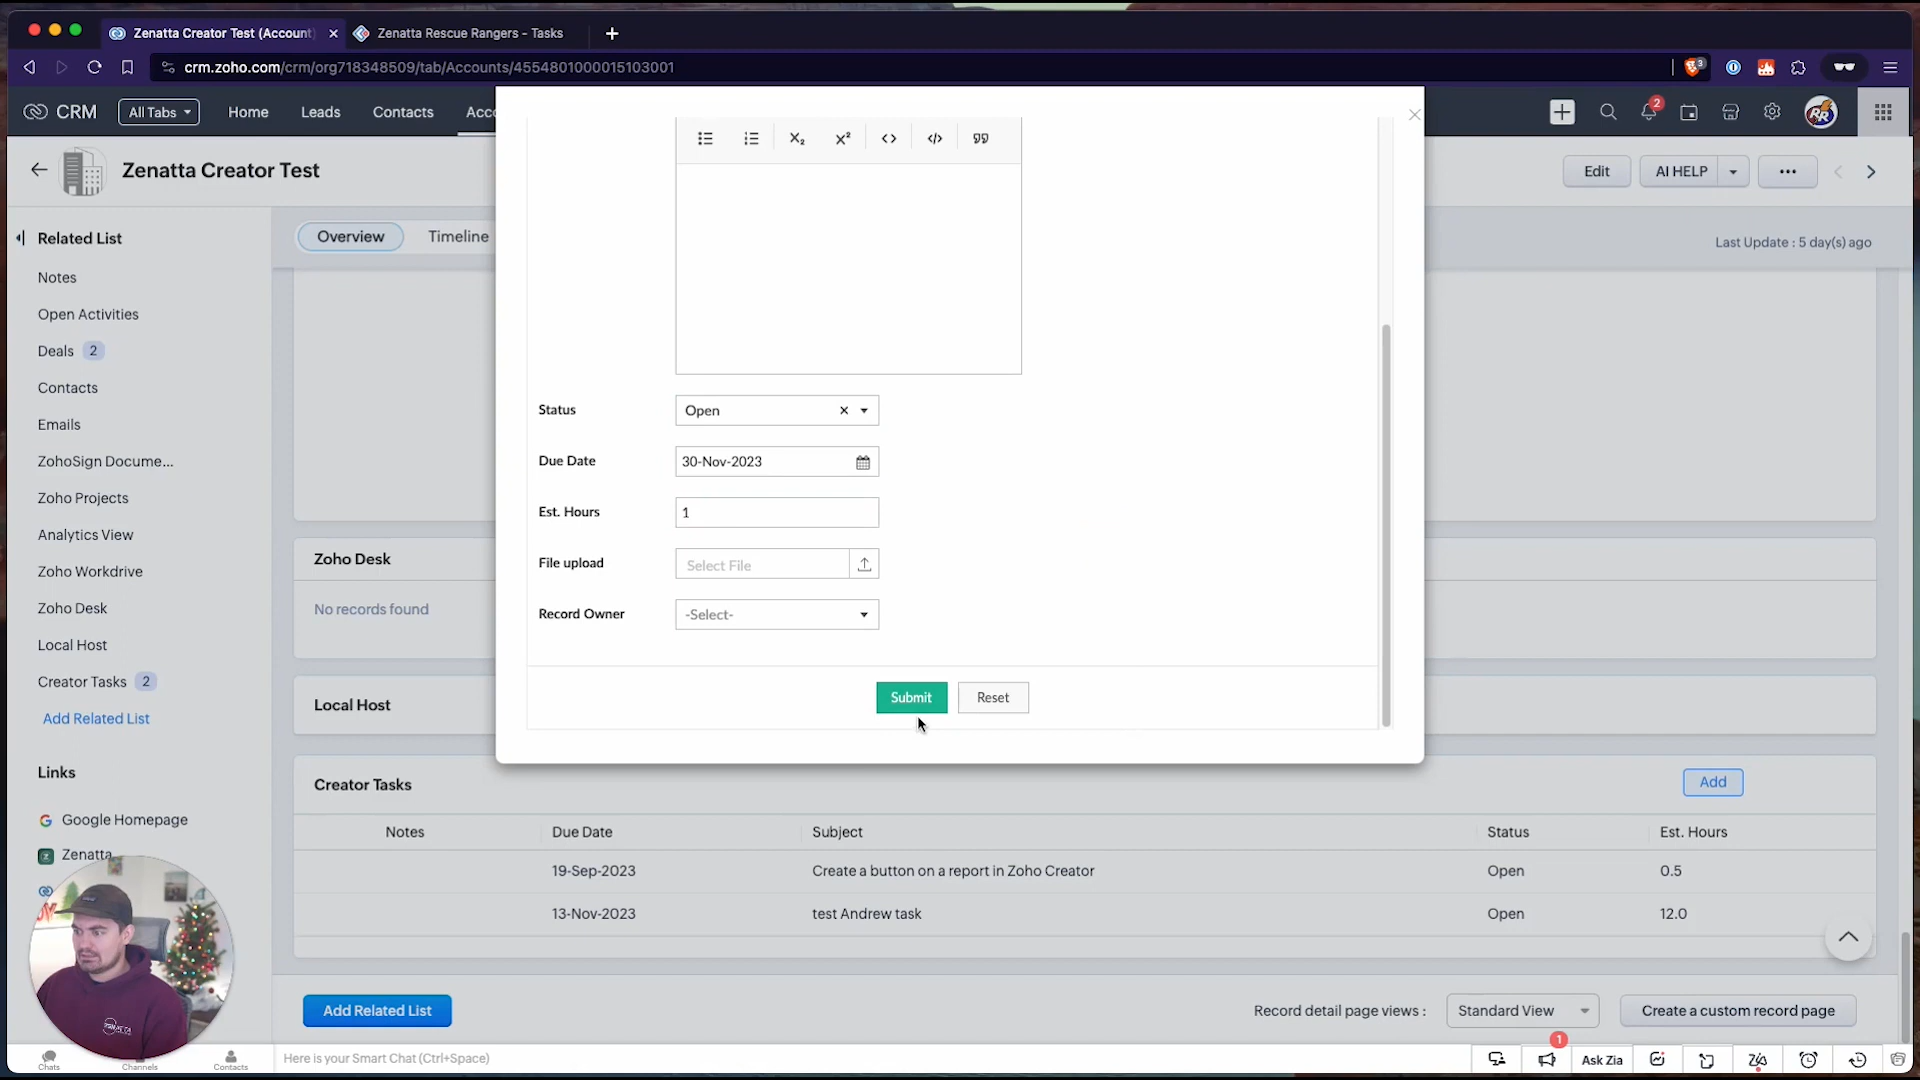 Zenatta Creator Test (Account
Zenatta Rescue Rangers - Tasks
crm.zoho.com/crm/org718348509/tab/Accounts/4554801000015103001
3
CRM
All Tabs
Home
Leads
Contacts
Acco
2
Zenatta Creator Test
Edit
AI HELP
Related List
Overview
Timeline
Last Update : 5 day(s) ago
Notes
Open Activities
Deals 2
Contacts
Emails
ZohoSign Docume...
Zoho Projects
Analytics View
Zoho Workdrive
Zoho Desk
Local Host
Creator Tasks 2
Add Related List
Links
Google Homepage
Zenatta
Status
Open
Due Date
30-Nov-2023
Est. Hours
1
File upload
Select File
Record Owner
-Select-
Submit
Reset
Zoho Desk
No records found
Local Host
Creator Tasks
Add
Notes Due Date Subject Status Est. Hours
19-Sep-2023 Create a button on a report in Zoho Creator Open 0.5
13-Nov-2023 test Andrew task Open 12.0
Add Related List
Record detail page views :
Standard View
Create a custom record page
Chats
Channels
Contacts
Here is your Smart Chat (Ctrl+Space)
1
Ask Zia